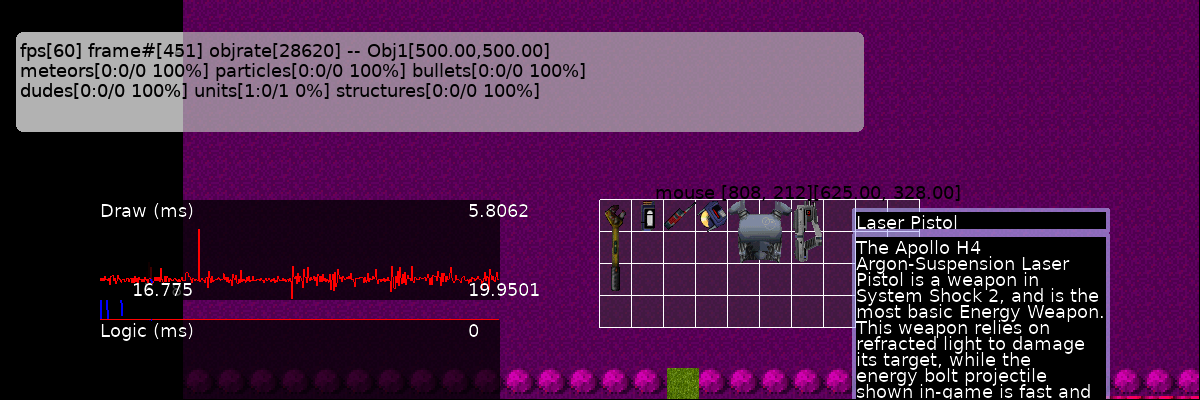 fps[60] frame#[451] objrate[28620] -- Obj1[500.00,500.00]
meteors[0:0/0 100%] particles[0:0/0 100%] bullets[0:0/0 100%]
dudes[0:0/0 100%] units[1:0/1 0%] structures[0:0/0 100%]
mouse [808, 212][625.00, 328.00]
Draw (ms) 5.8062
16.775 19.9501
Logic (ms) 0
Laser Pistol
The Apollo H4
Argon-Suspension Laser
Pistol is a weapon in
System Shock 2, and is the
most basic Energy Weapon.
This weapon relies on
refracted light to damage
its target, while the
energy bolt projectile
shown in-game is fast and